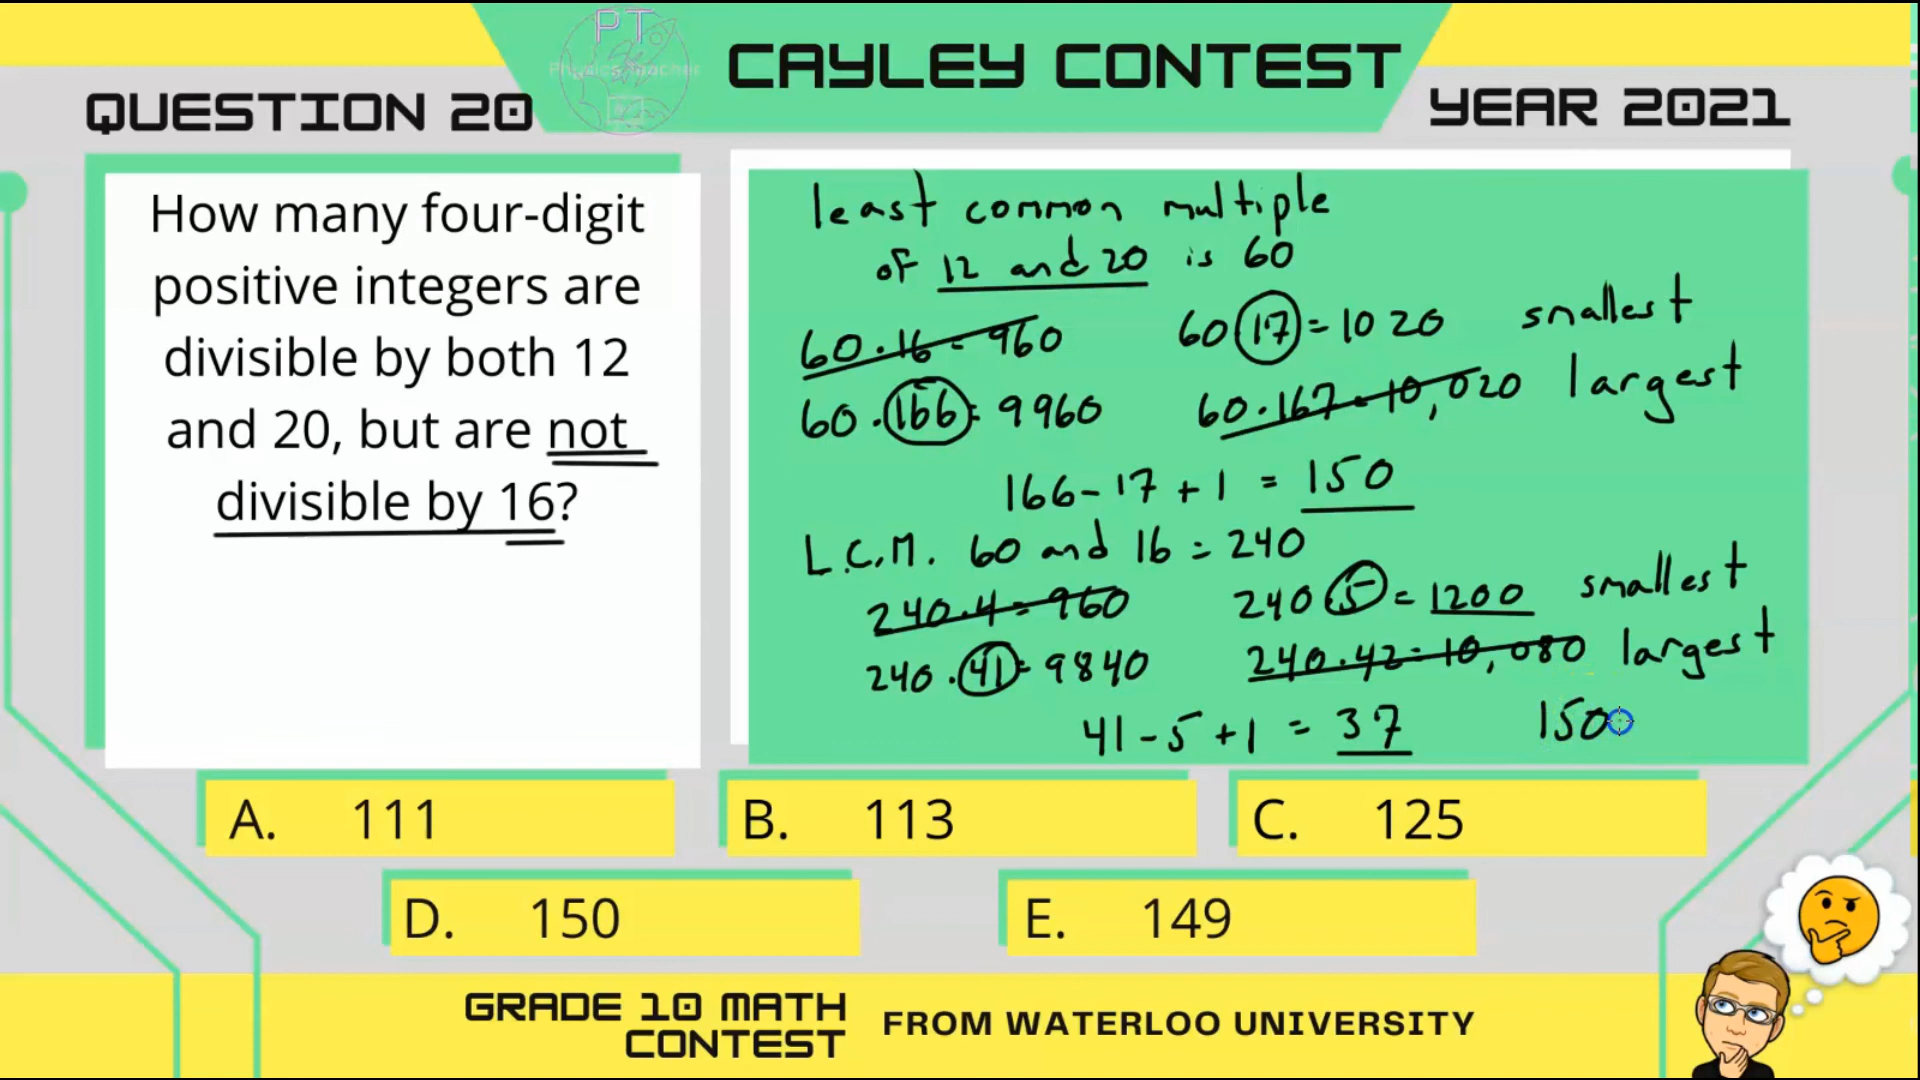 PT
Physics Teacher
CAYLEY CONTEST
QUESTION 20
YEAR 2021
How many four-digit
positive integers are
divisible by both 12
and 20, but are not
divisible by 16?
least common multiple
of 12 and 20 is 60
60·16=960 60·17=1020 smallest
60·166=9960 60·167=10,020 largest
166-17+1=150
L.C.M. 60 and 16=240
240·4=960 240·5=1200 smallest
240·41=9840 240·42=10,080 largest
41-5+1=37 150
A. 111
B. 113
C. 125
D. 150
E. 149
GRADE 10 MATH
CONTEST
FROM WATERLOO UNIVERSITY